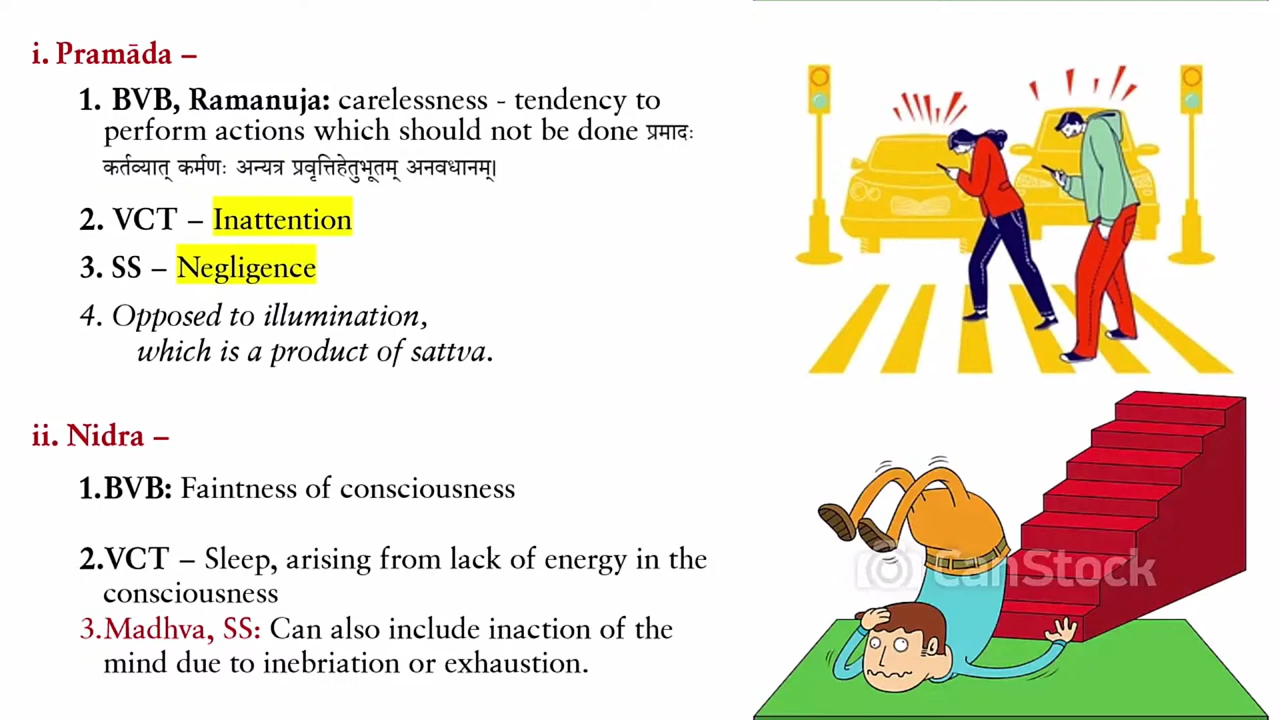 i. Pramāda –
1. BVB, Ramanuja: carelessness - tendency to
perform actions which should not be done प्रमादः
कर्तव्यात् कर्मणः अन्यत्र प्रवृत्तिहेतुभूतम् अनवधानम्।
2. VCT – Inattention
3. SS – Negligence
4. Opposed to illumination,
which is a product of sattva.
ii. Nidra –
1.BVB: Faintness of consciousness
2.VCT – Sleep, arising from lack of energy in the
consciousness
3.Madhva, SS: Can also include inaction of the
mind due to inebriation or exhaustion.
CanStock